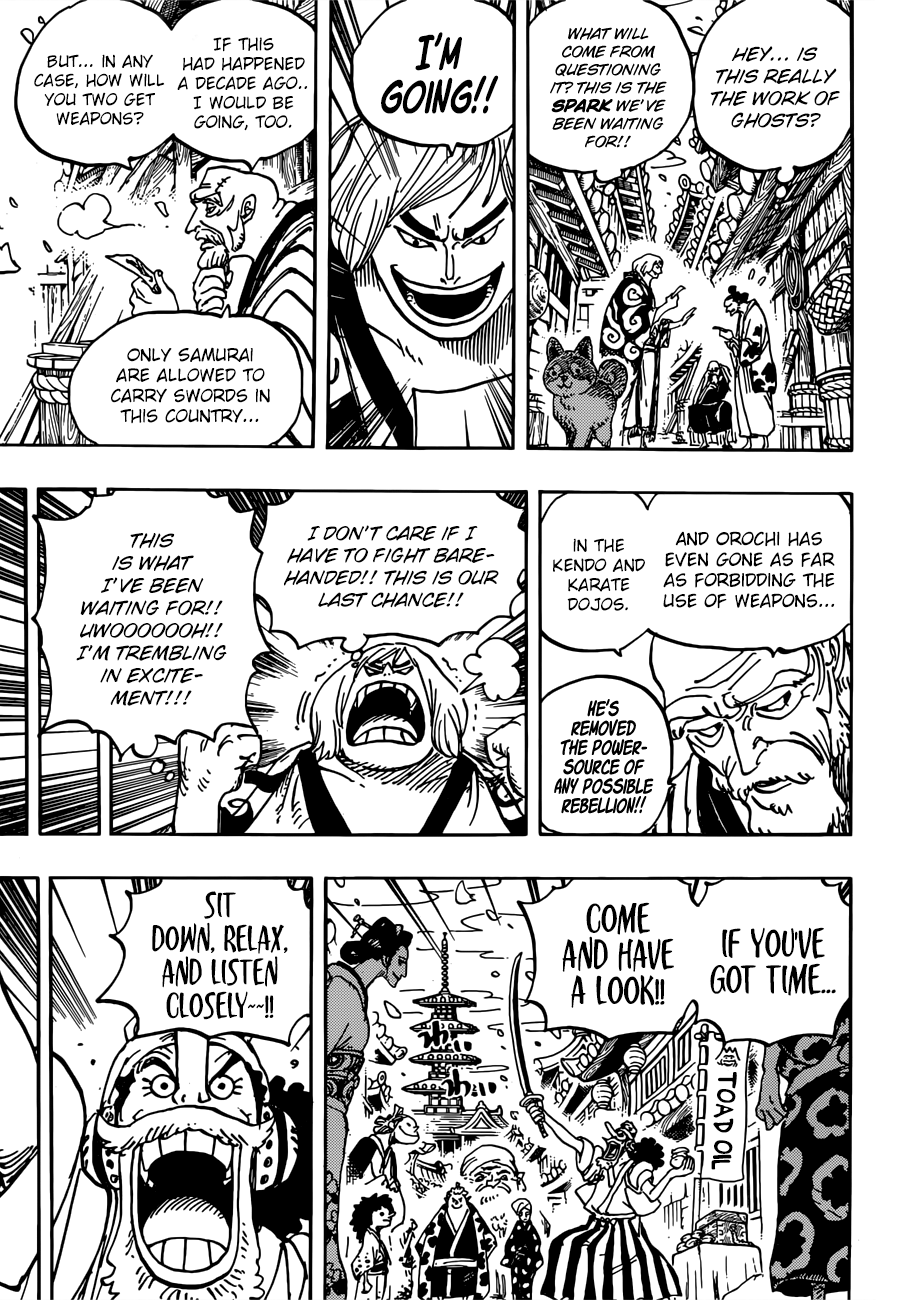 HEY... IS
THIS REALLY
THE WORK OF
GHOSTS?
WHAT WILL
COME FROM
QUESTIONING
IT? THIS IS THE
SPARK WE'VE
BEEN WAITING
FOR!!
I'M
GOING!!
IF THIS
HAD HAPPENED
A DECADE AGO..
I WOULD BE
GOING, TOO.
BUT... IN ANY
CASE, HOW WILL
YOU TWO GET
WEAPONS?
ONLY SAMURAI
ARE ALLOWED TO
CARRY SWORDS IN
THIS COUNTRY...
AND OROCHI HAS
EVEN GONE AS FAR
AS FORBIDDING THE
USE OF WEAPONS...
IN THE
KENDO AND
KARATE
DOJOS.
HE'S
REMOVED
THE POWER-
SOURCE OF
ANY POSSIBLE
REBELLION!!
I DON'T CARE IF I
HAVE TO FIGHT BARE-
HANDED!! THIS IS OUR
LAST CHANCE!!
THIS
IS WHAT
I'VE BEEN
WAITING FOR!!
UWOOOOOOH!!
I'M TREMBLING
IN EXCITE-
MENT!!!
IF YOU'VE
GOT TIME...
COME
AND HAVE
A LOOK!!
TOAD OIL
SIT
DOWN, RELAX,
AND LISTEN
CLOSELY~~!!